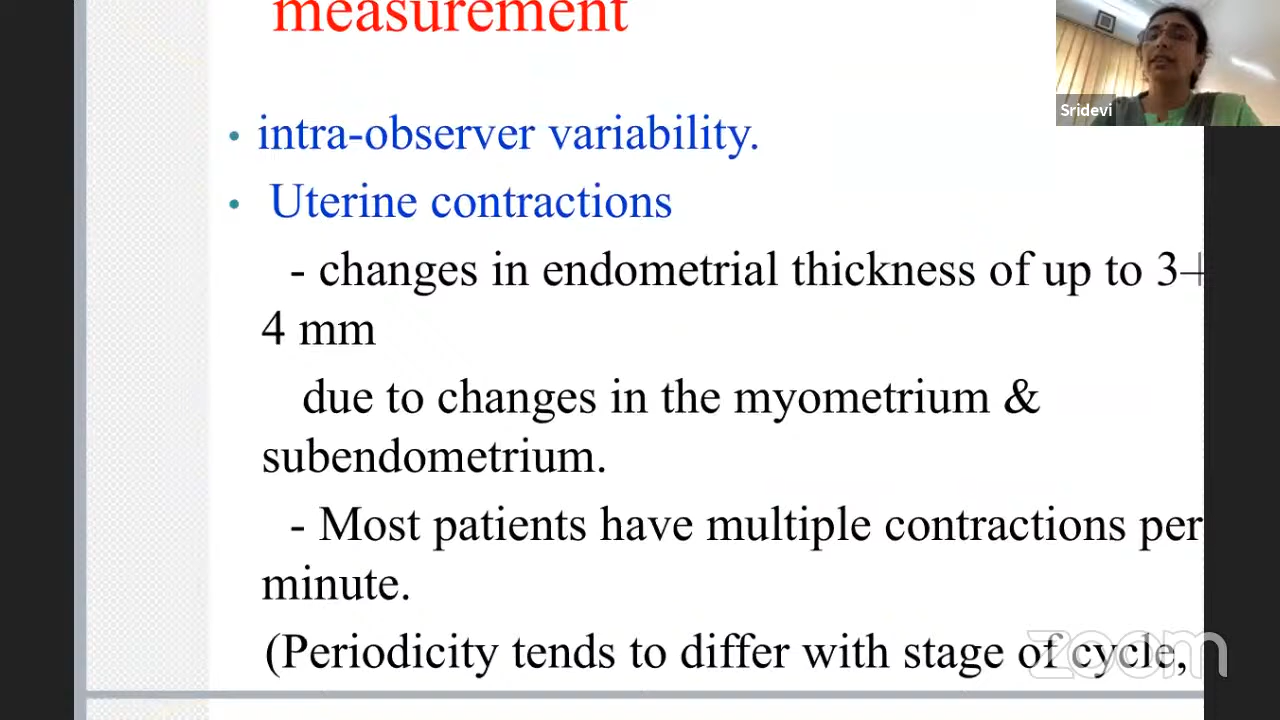 measurement
Sridevi
• intra-observer variability.
• Uterine contractions
- changes in endometrial thickness of up to 3–
4 mm
due to changes in the myometrium &
subendometrium.
- Most patients have multiple contractions per
minute.
(Periodicity tends to differ with stage of cycle,
zoom